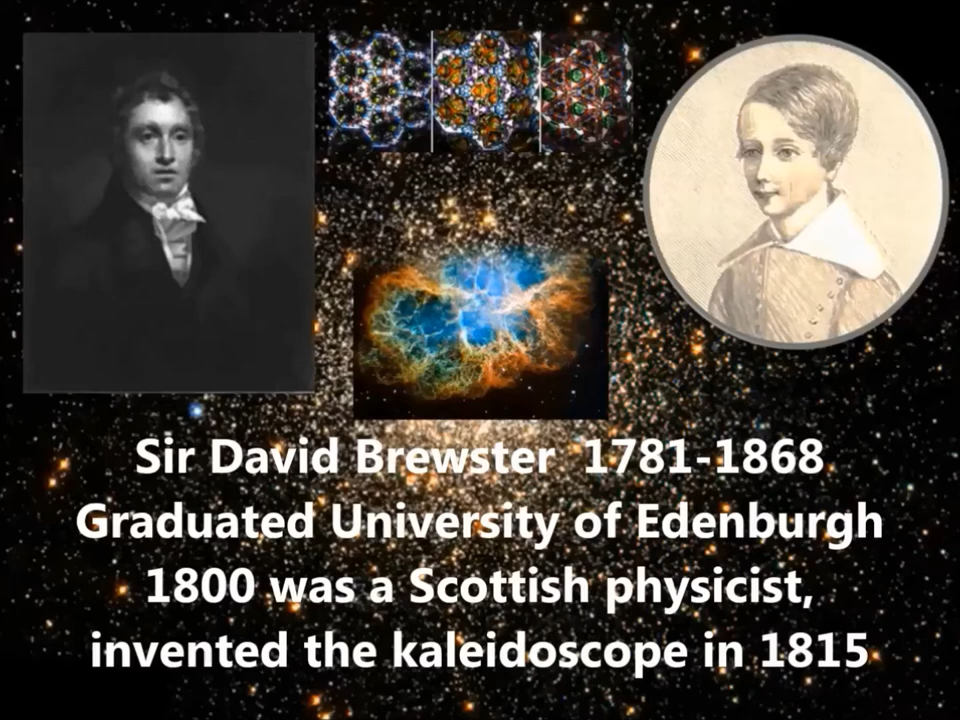 Sir David Brewster 1781-1868
Graduated University of Edenburgh
1800 was a Scottish physicist,
invented the kaleidoscope in 1815